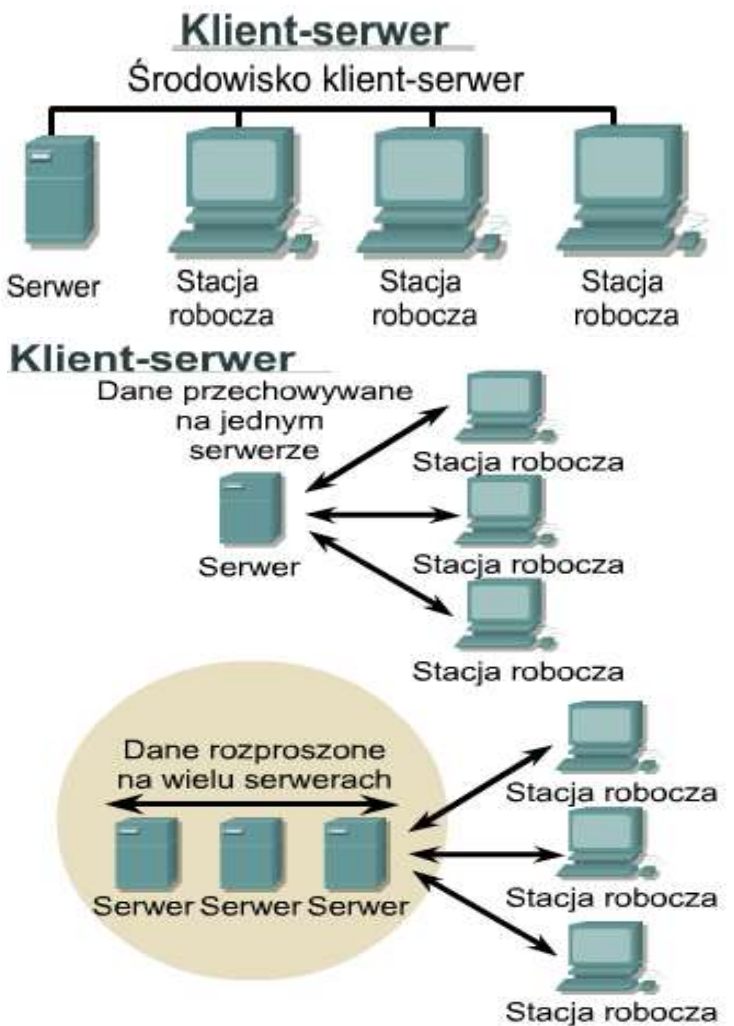 Klient-serwer
Środowisko klient-serwer
Serwer
Stacja
robocza
Stacja
robocza
Stacja
robocza
Klient-serwer
Dane przechowywane
na jednym
serwerze
Serwer
Stacja robocza
Stacja robocza
Stacja robocza
Dane rozproszone
na wielu serwerach
Serwer Serwer Serwer
Stacja robocza
Stacja robocza
Stacja robocza